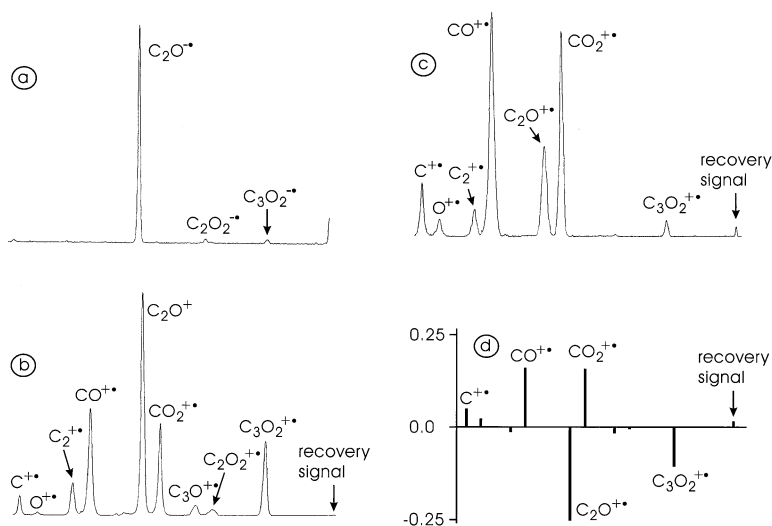 ⓐ
C₂O⁻•
C₂O₂⁻•
C₃O₂⁻•
ⓑ
C⁺•
O⁺•
C₂⁺•
CO⁺•
C₂O⁺
CO₂⁺•
C₃O⁺•
C₂O₂⁺•
C₃O₂⁺•
recovery
signal
ⓒ
C⁺•
O⁺•
C₂⁺•
CO⁺•
C₂O⁺•
CO₂⁺•
C₃O₂⁺•
recovery
signal
ⓓ
0.25
0.0
-0.25
C⁺•
CO⁺•
CO₂⁺•
C₂O⁺•
C₃O₂⁺•
recovery
signal